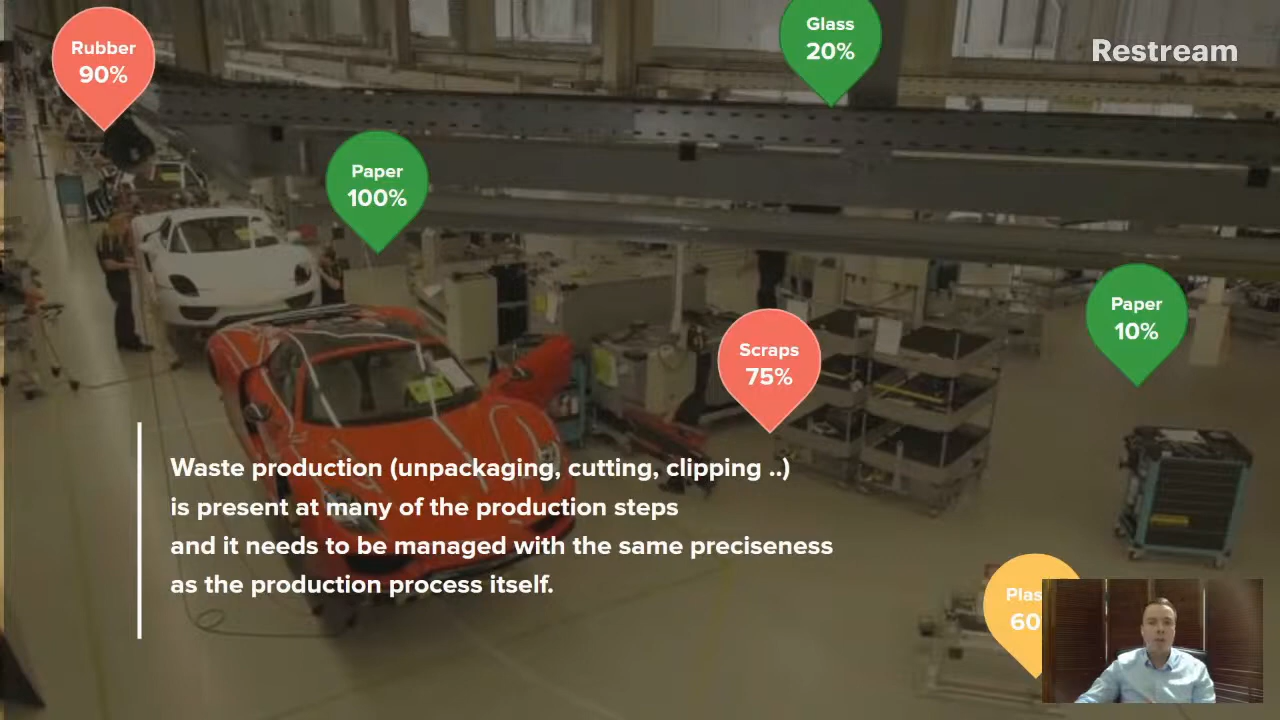 Glass
20%
Rubber
90%
Restream
Paper
100%
Paper
10%
Scraps
75%
Waste production (unpackaging, cutting, clipping ..)
is present at many of the production steps
and it needs to be managed with the same preciseness
as the production process itself.